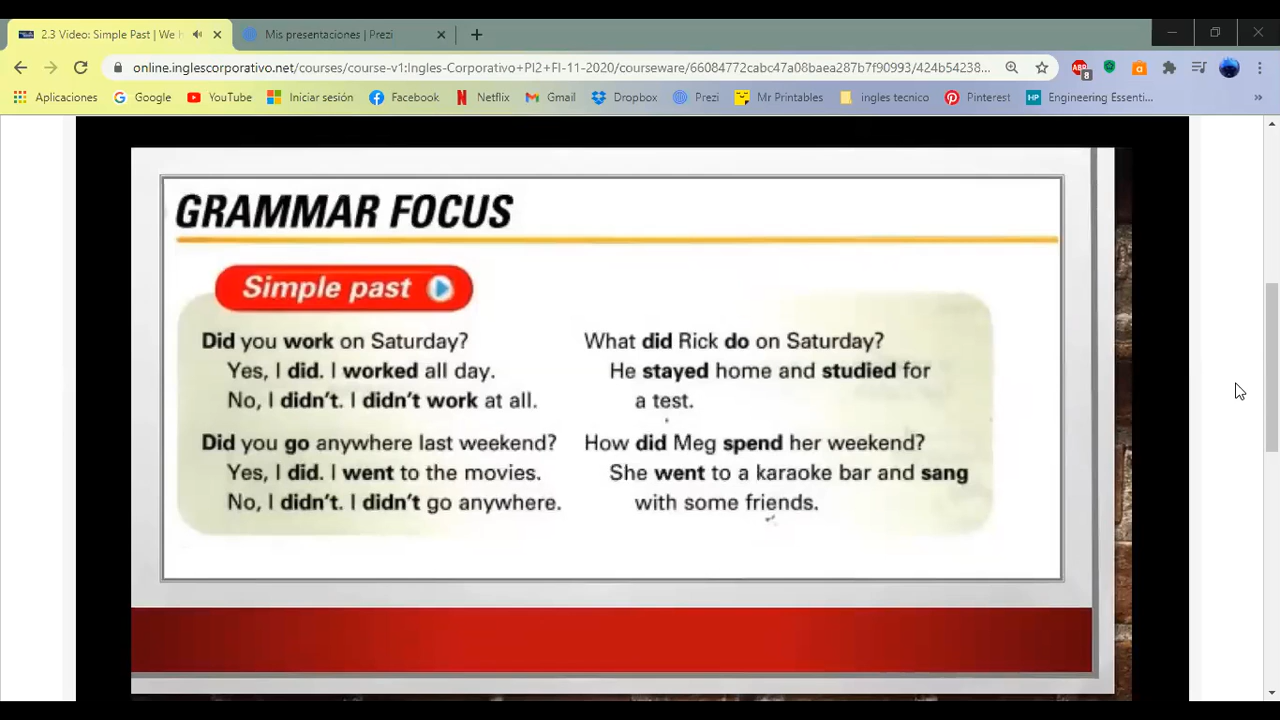 2.3 Video: Simple Past | We h
Mis presentaciones | Prezi
online.inglescorporativo.net/courses/course-v1:Ingles-Corporativo+PI2+FI-11-2020/courseware/66084772cabc47a08baea287b7f90993/424b54238...
Aplicaciones Google YouTube Iniciar sesión Facebook Netflix Gmail Dropbox Prezi Mr Printables ingles tecnico Pinterest HP Engineering Essenti... »
ABP 8
GRAMMAR FOCUS
Simple past
Did you work on Saturday?
Yes, I did. I worked all day.
No, I didn't. I didn't work at all.
Did you go anywhere last weekend?
Yes, I did. I went to the movies.
No, I didn't. I didn't go anywhere.
What did Rick do on Saturday?
He stayed home and studied for
a test.
How did Meg spend her weekend?
She went to a karaoke bar and sang
with some friends.